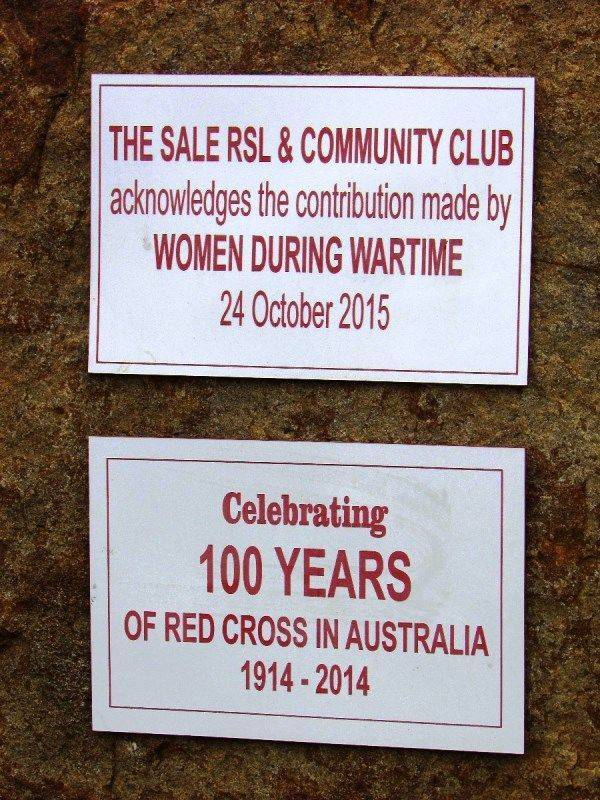 THE SALE RSL & COMMUNITY CLUB
acknowledges the contribution made by
WOMEN DURING WARTIME
24 October 2015
Celebrating
100 YEARS
OF RED CROSS IN AUSTRALIA
1914 - 2014